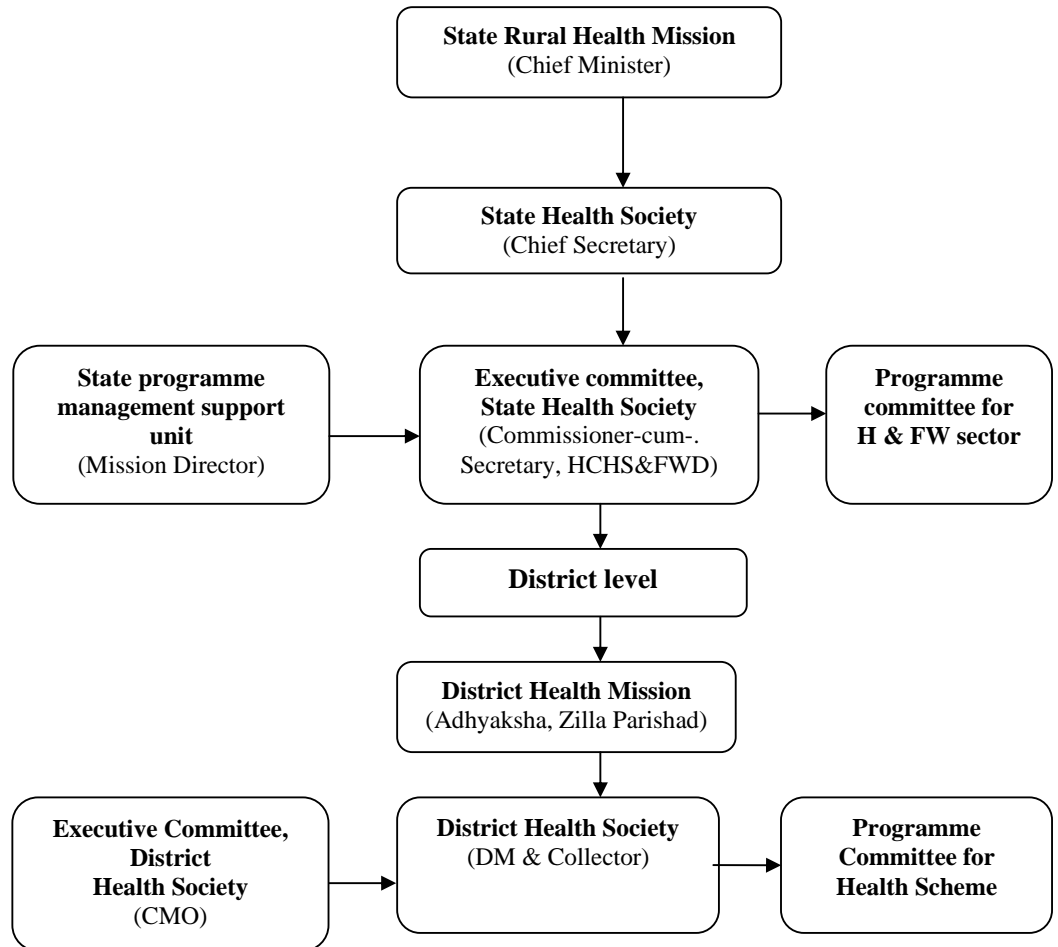 State Rural Health Mission
(Chief Minister)
State Health Society
(Chief Secretary)
State programme
management support
unit
(Mission Director)
Executive committee,
State Health Society
(Commissioner-cum-.
Secretary, HCHS&FWD)
Programme
committee for
H & FW sector
District level
District Health Mission
(Adhyaksha, Zilla Parishad)
Executive Committee,
District
Health Society
(CMO)
District Health Society
(DM & Collector)
Programme
Committee for
Health Scheme